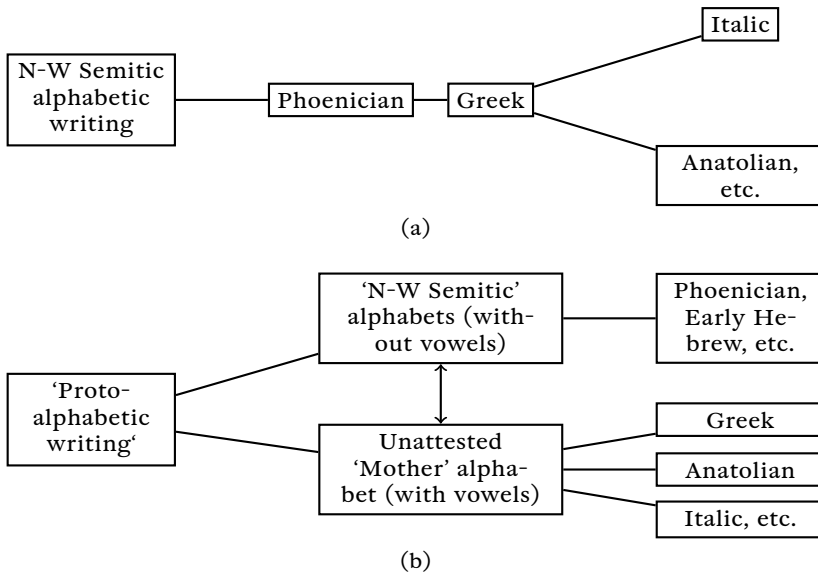 Italic
N-W Semitic
alphabetic
writing
Phoenician
Greek
Anatolian,
etc.
(a)
‘N-W Semitic’
alphabets (with-
out vowels)
Phoenician,
Early He-
brew, etc.
‘Proto-
alphabetic
writing‘
Unattested
‘Mother’ alpha-
bet (with vowels)
Greek
Anatolian
Italic, etc.
(b)